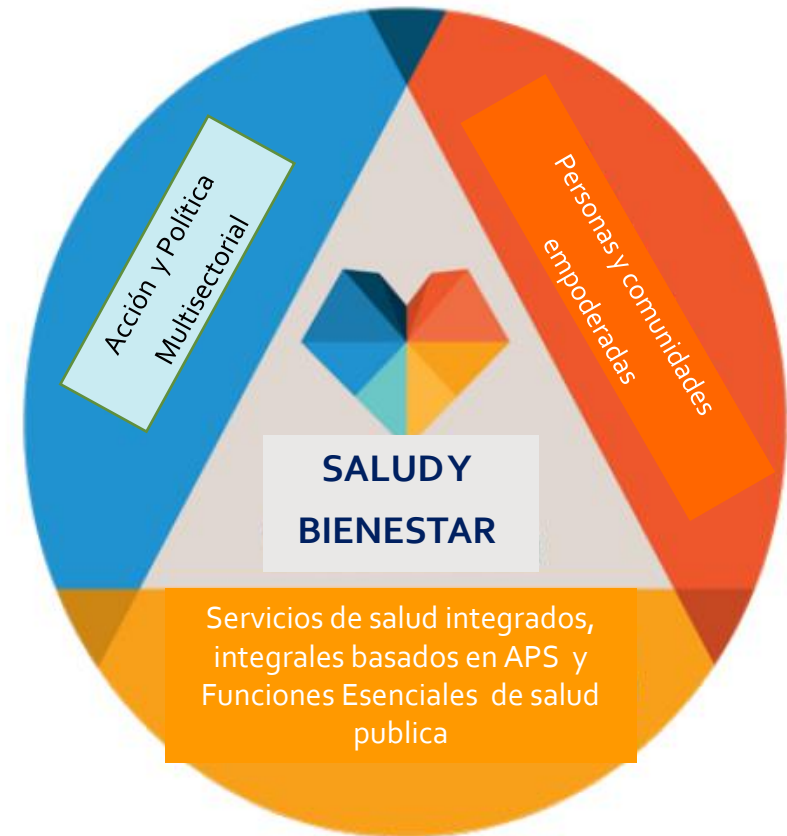 Acción y Política
Multisectorial
Personas y comunidades
empoderadas
SALUD Y
BIENESTAR
Servicios de salud integrados,
integrales basados en APS y
Funciones Esenciales de salud
publica